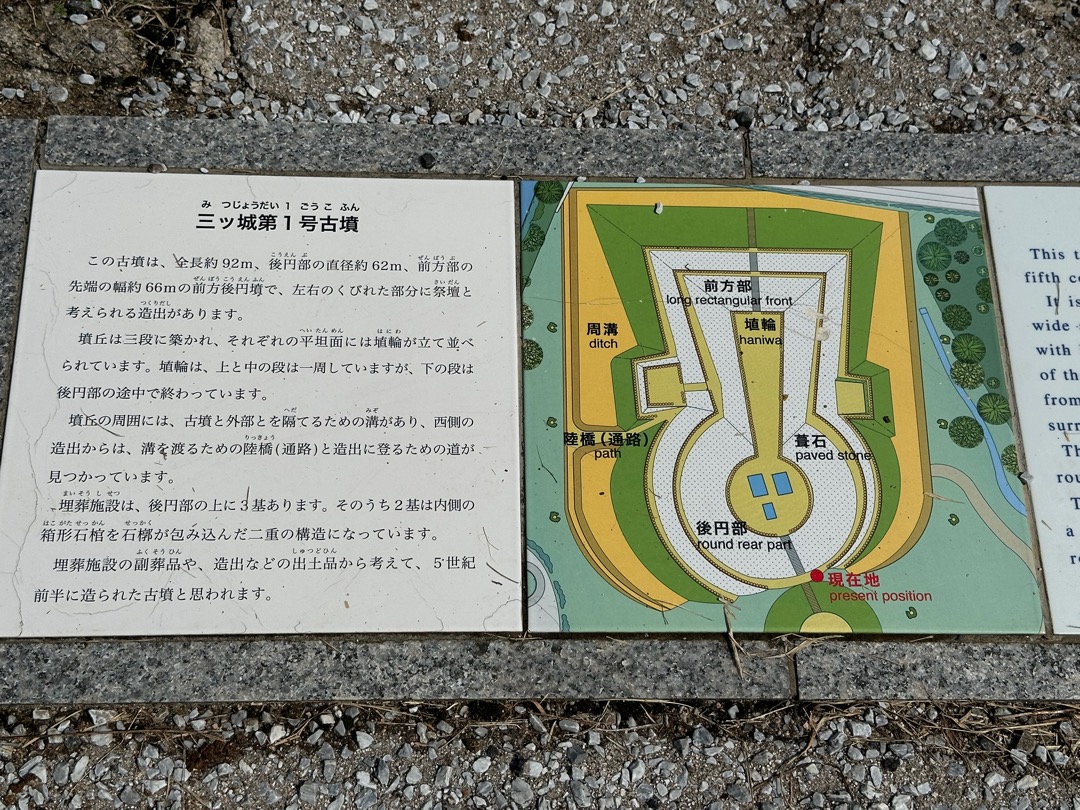 み つじょうだい1ごうこふん
三ッ城第1号古墳
この古墳は、全長約92m、後円部の直径約62m、前方部の
先端の幅約66mの前方後円墳で、左右のくびれた部分に祭壇と
考えられる造出があります。
墳丘は三段に築かれ、それぞれの平坦面には埴輪が立て並べ
られています。埴輪は、上と中の段は一周していますが、下の段は
後円部の途中で終わっています。
墳丘の周囲には、古墳と外部とを隔てるための溝があり、西側の
造出からは、溝を渡るための陸橋(通路)と造出に登るための道が
見つかっています。
埋葬施設は、後円部の上に3基あります。そのうち2基は内側の
箱形石棺を石槨が包み込んだ二重の構造になっています。
埋葬施設の副葬品や、造出などの出土品から考えて、5世紀
前半に造られた古墳と思われます。
前方部
long rectangular front
周溝
ditch
埴輪
haniwa
陸橋(通路)
path
葺石
paved stone
後円部
round rear part
現在地
present position
This t
fifth ce
It is
wide
with
of th
from
surr
Th
rou
T
a
r